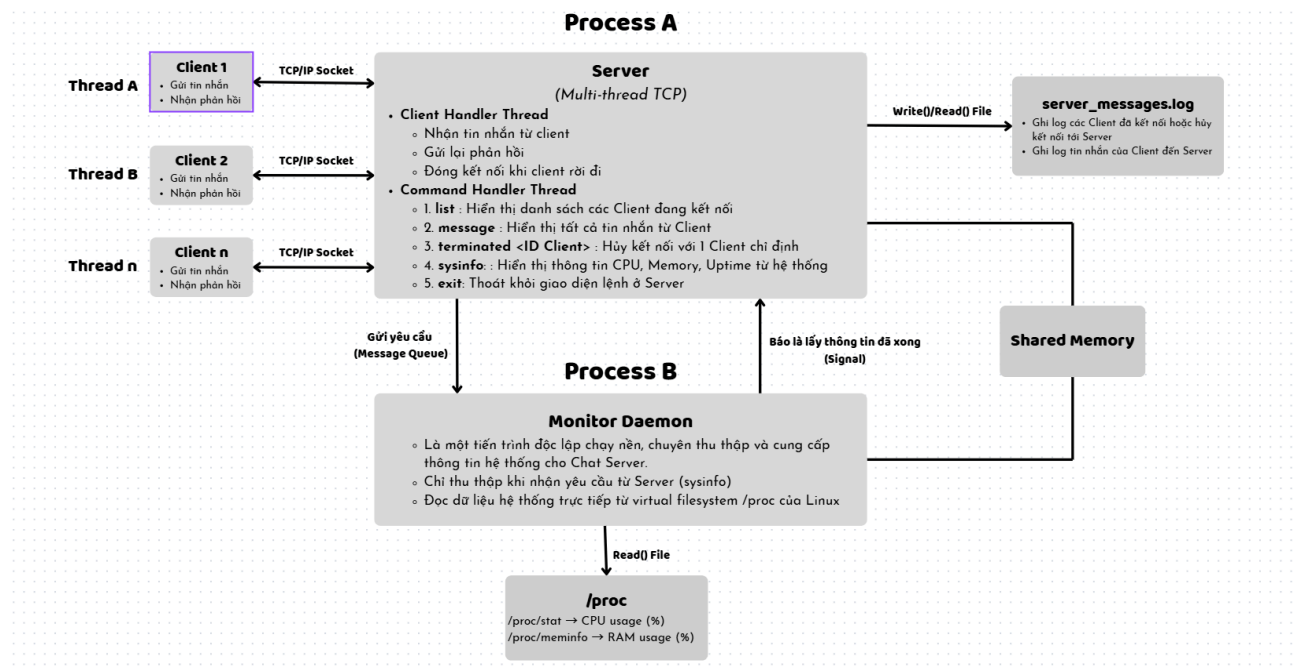 Process A
Thread A
Client 1
• Gửi tin nhắn
• Nhận phản hồi
TCP/IP Socket
Thread B
Client 2
• Gửi tin nhắn
• Nhận phản hồi
TCP/IP Socket
Thread n
Client n
• Gửi tin nhắn
• Nhận phản hồi
TCP/IP Socket
Server
(Multi-thread TCP)
• Client Handler Thread
◦ Nhận tin nhắn từ client
◦ Gửi lại phản hồi
◦ Đóng kết nối khi client rời đi
• Command Handler Thread
◦ 1. list : Hiển thị danh sách các Client đang kết nối
◦ 2. message : Hiển thị tất cả tin nhắn từ Client
◦ 3. terminated <ID Client> : Hủy kết nối với 1 Client chỉ định
◦ 4. sysinfo: : Hiển thị thông tin CPU, Memory, Uptime từ hệ thống
◦ 5. exit: Thoát khỏi giao diện lệnh ở Server
Write()/Read() File
server_messages.log
• Ghi log các Client đã kết nối hoặc hủy
kết nối tới Server
• Ghi log tin nhắn của Client đến Server
Gửi yêu cầu
(Message Queue)
Báo là lấy thông tin đã xong
(Signal)
Shared Memory
Process B
Monitor Daemon
◦ Là một tiến trình độc lập chạy nền, chuyên thu thập và cung cấp
thông tin hệ thống cho Chat Server.
◦ Chỉ thu thập khi nhận yêu cầu từ Server (sysinfo)
◦ Đọc dữ liệu hệ thống trực tiếp từ virtual filesystem /proc của Linux
Read() File
/proc
/proc/stat → CPU usage (%)
/proc/meminfo → RAM usage (%)